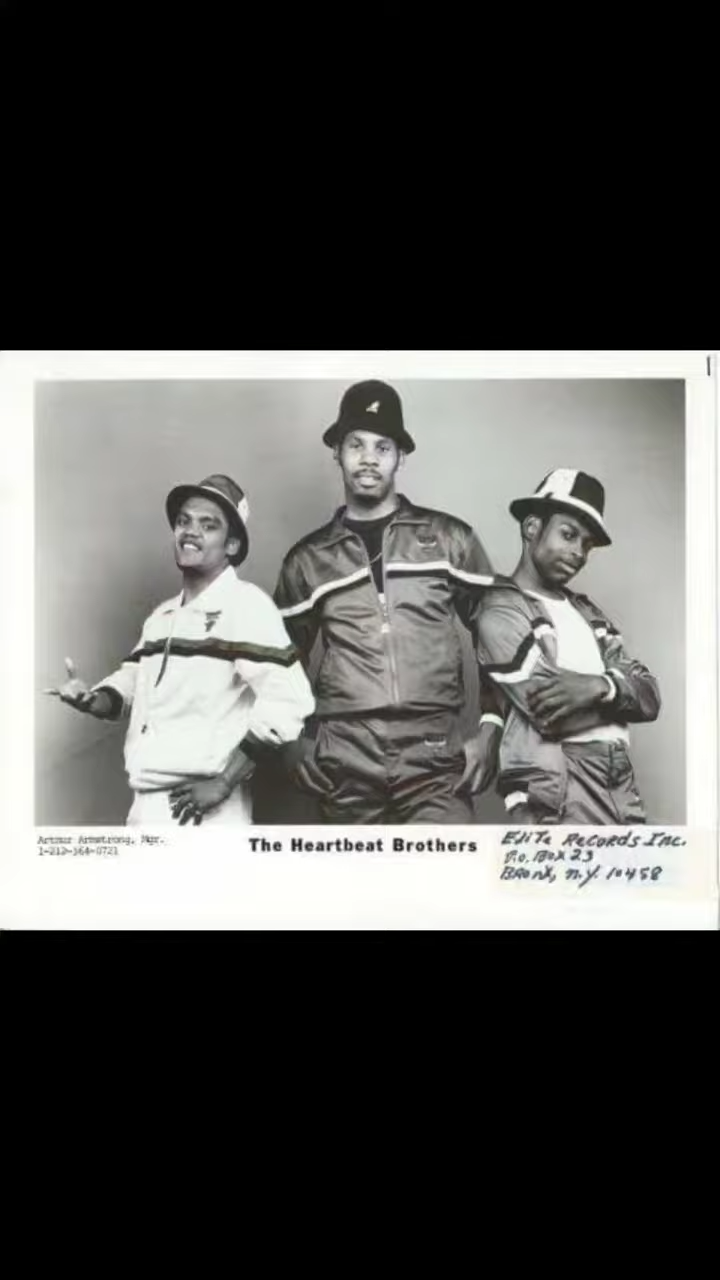 Arthur Armstrong, Mgr.
1-212-364-0721
The Heartbeat Brothers
EliTe RecORDS Inc.
P.O. BOX 23
BRONX, N.Y. 10458